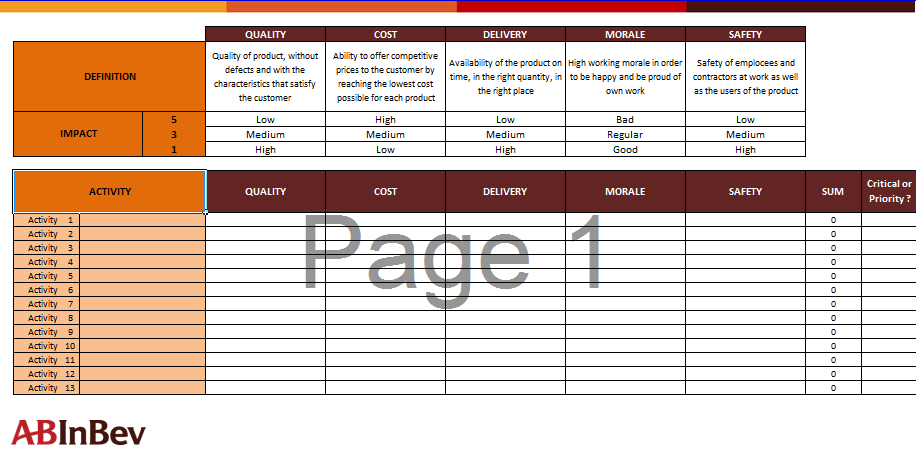 QUALITY COST DELIVERY MORALE SAFETY
DEFINITION
Quality of product, without
defects and with the
characteristics that satisfy
the customer
Ability to offer competitive
prices to the customer by
reaching the lowest cost
possible for each product
Availability of the product on
time, in the right quantity, in
the right place
High working morale in order
to be happy and be proud of
own work
Safety of emploees and
contractors at work as well
as the users of the product
IMPACT
5 Low High Low Bad Low
3 Medium Medium Medium Regular Medium
1 High Low High Good High
ACTIVITY QUALITY COST DELIVERY MORALE SAFETY SUM
Critical or
Priority ?
Activity 1 0
Activity 2 0
Activity 3 0
Activity 4 0
Activity 5 0
Activity 6 0
Activity 7 0
Activity 8 0
Activity 9 0
Activity 10 0
Activity 11 0
Activity 12 0
Activity 13 0
Page 1
ABInBev